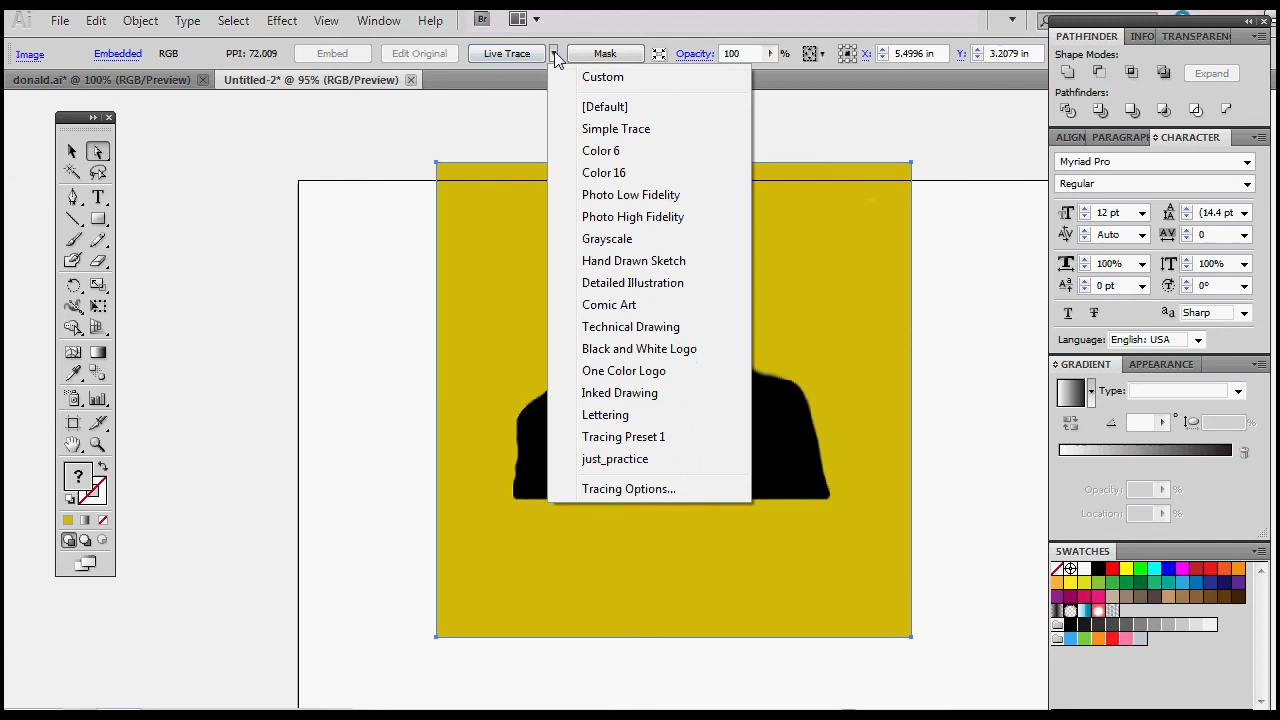 Ai File Edit Object Type Select Effect View Window Help Br
Image Embedded RGB PPI: 72.009 Embed Edit Original Live Trace Mask Opacity: 100 % X: 5.4996 in Y: 3.2079 in
donald.ai* @ 100% (RGB/Preview) Untitled-2* @ 95% (RGB/Preview)
Custom
[Default]
Simple Trace
Color 6
Color 16
Photo Low Fidelity
Photo High Fidelity
Grayscale
Hand Drawn Sketch
Detailed Illustration
Comic Art
Technical Drawing
Black and White Logo
One Color Logo
Inked Drawing
Lettering
Tracing Preset 1
just_practice
Tracing Options...
?
PATHFINDER INFO TRANSPAREN
Shape Modes:
Expand
Pathfinders:
ALIGN PARAGRAPH CHARACTER
Myriad Pro
Regular
12 pt (14.4 pt
Auto 0
100% 100%
0 pt 0°
T T aa Sharp
Language: English: USA
GRADIENT APPEARANCE
Type:
°
%
Opacity: %
Location: %
SWATCHES